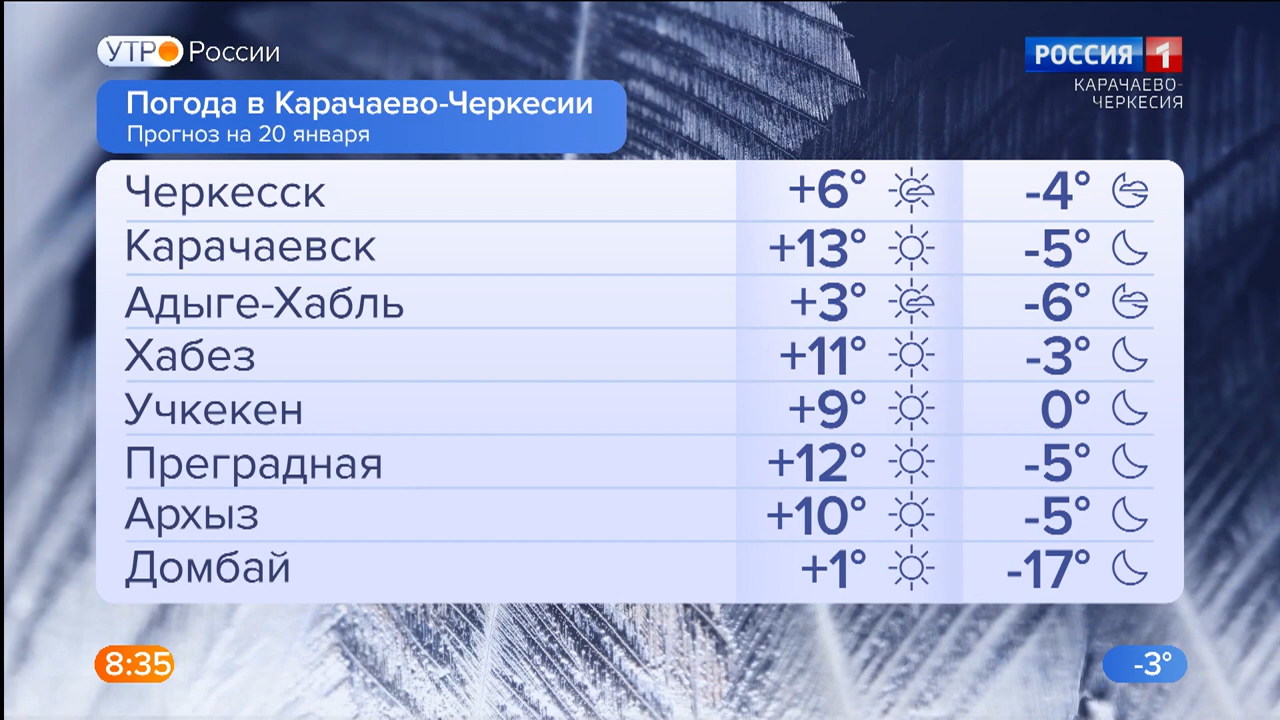 УТРО России
РОССИЯ 1
КАРАЧАЕВО-
ЧЕРКЕСИЯ
Погода в Карачаево-Черкесии
Прогноз на 20 января
Черкесск +6° -4°
Карачаевск +13° -5°
Адыге-Хабль +3° -6°
Хабез +11° -3°
Учкекен +9° 0°
Преградная +12° -5°
Архыз +10° -5°
Домбай +1° -17°
8:35 -3°